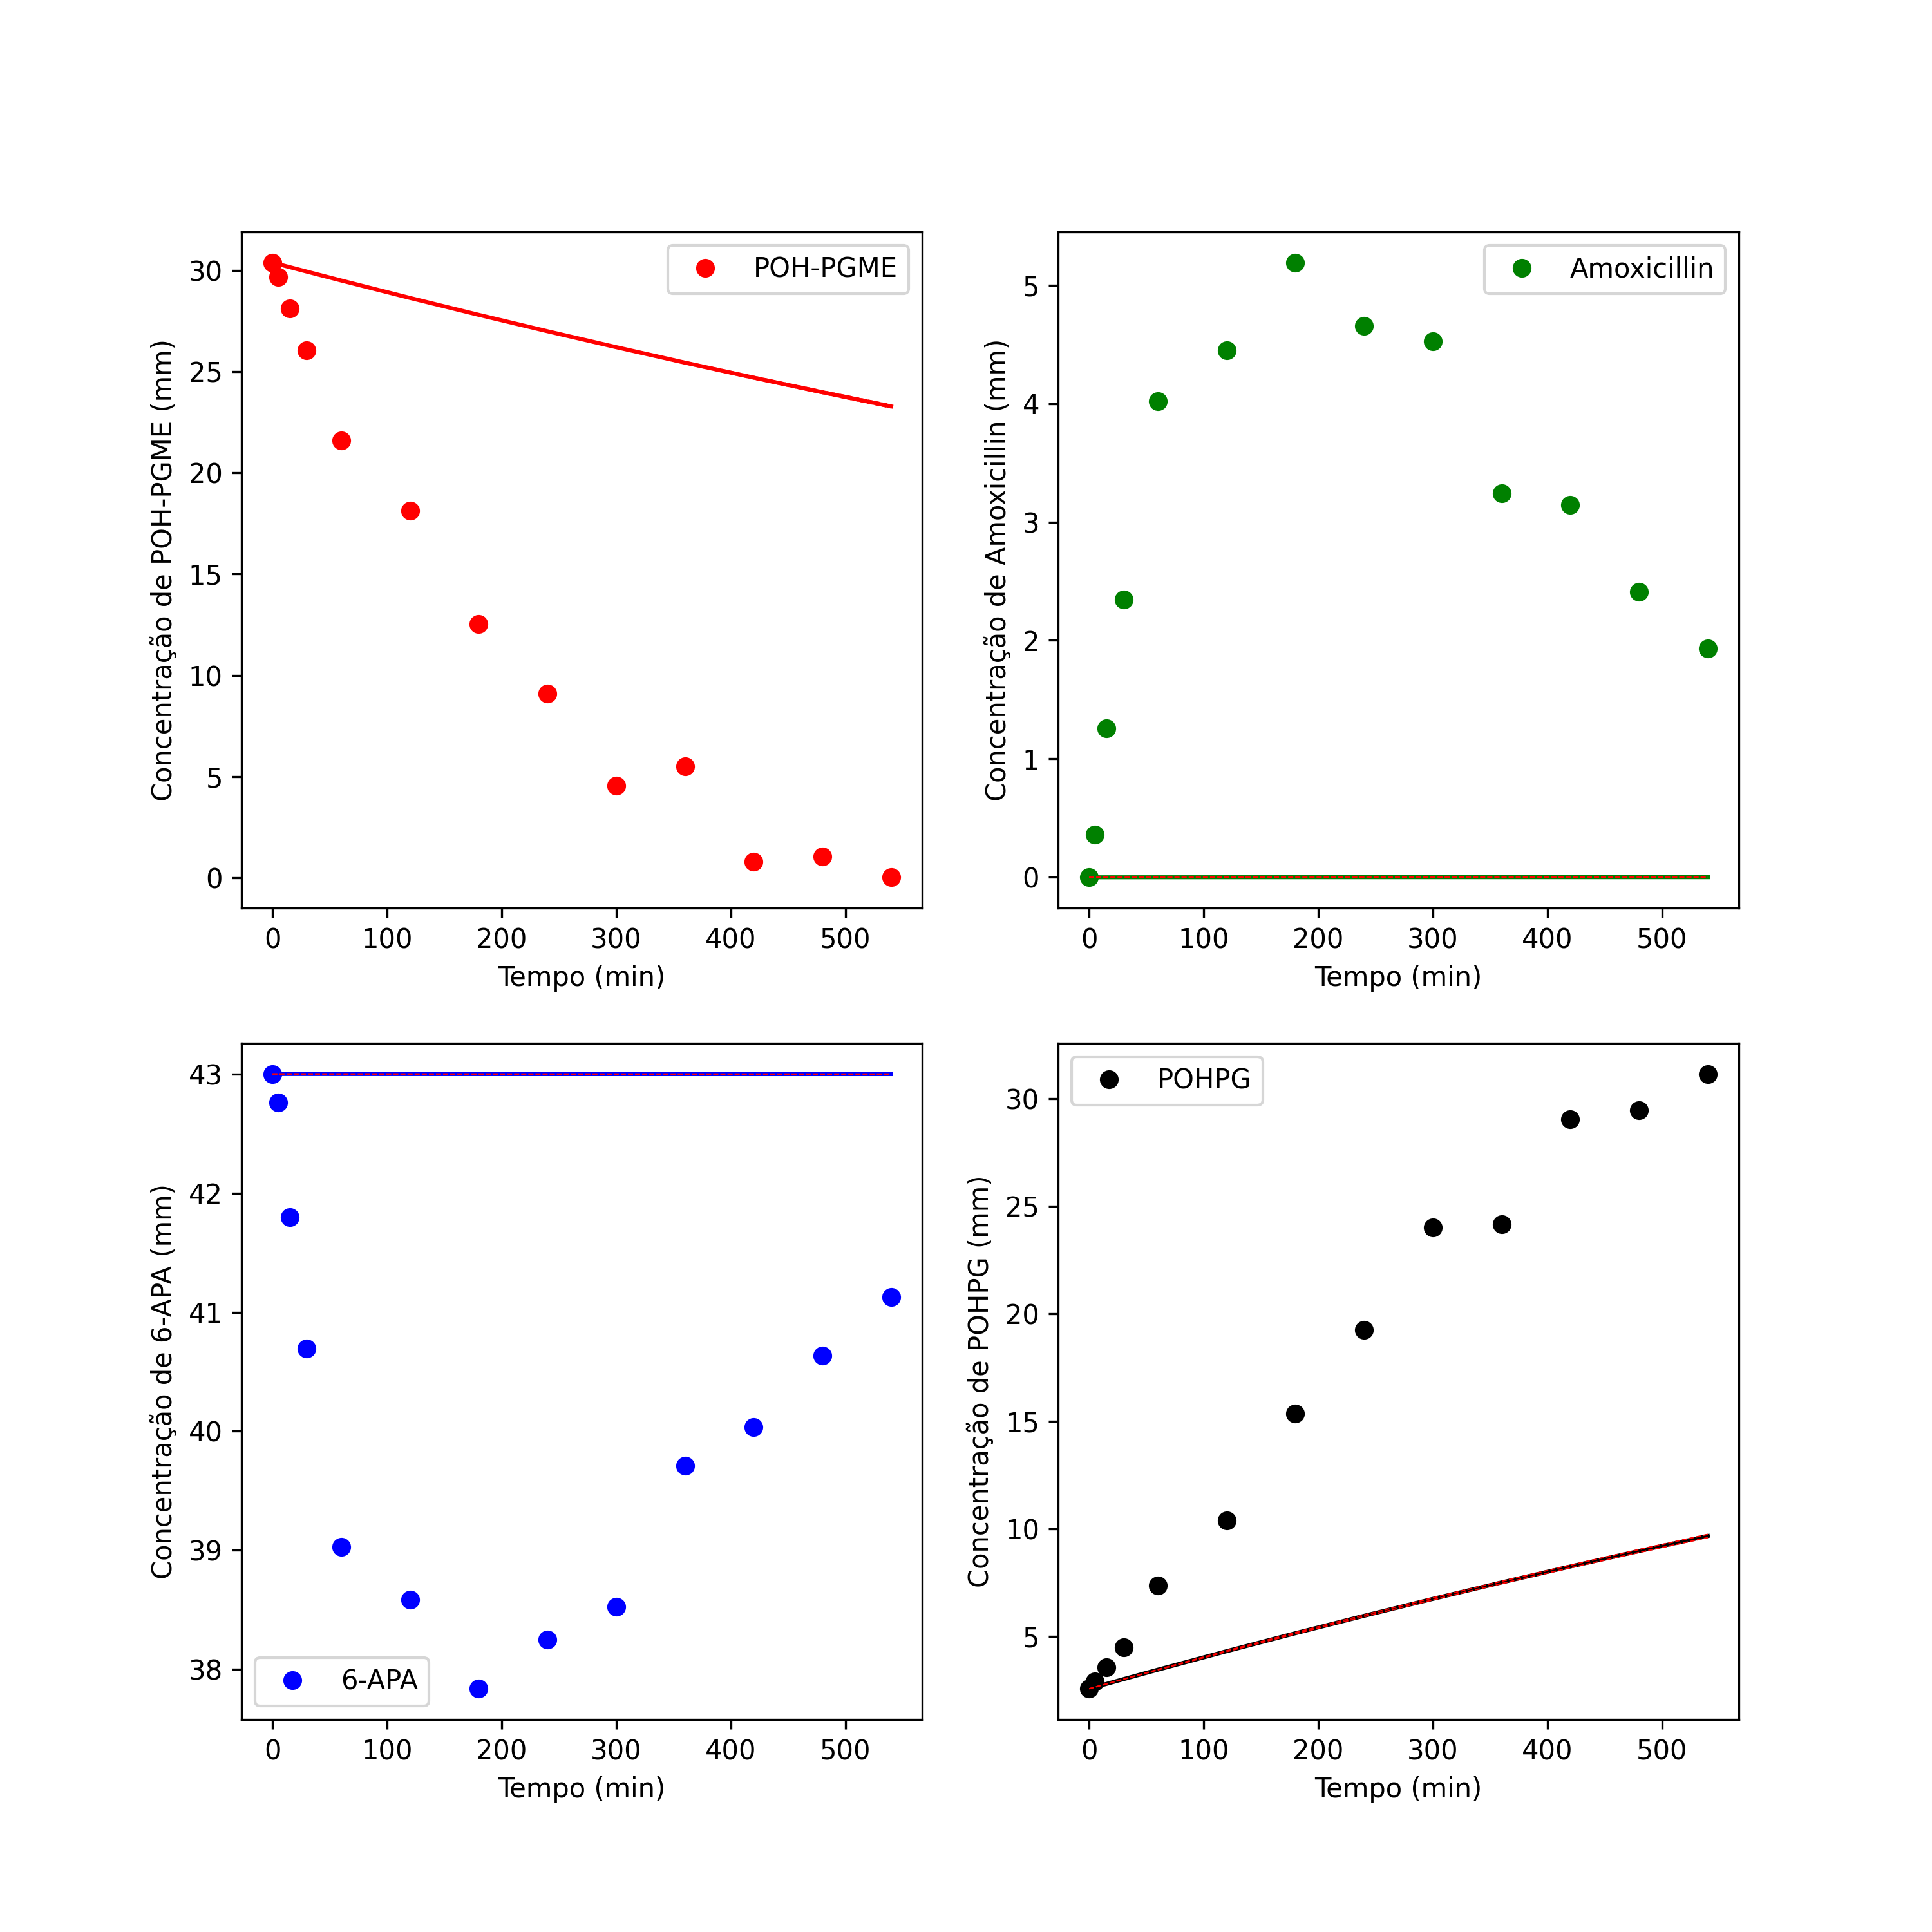 POH-PGME
Concentração de POH-PGME (mm)
30
25
20
15
10
5
0
0 100 200 300 400 500
Tempo (min)
Amoxicillin
Concentração de Amoxicillin (mm)
5
4
3
2
1
0
0 100 200 300 400 500
Tempo (min)
Concentração de 6-APA (mm)
43
42
41
40
39
38
6-APA
0 100 200 300 400 500
Tempo (min)
POHPG
Concentração de POHPG (mm)
30
25
20
15
10
5
0 100 200 300 400 500
Tempo (min)